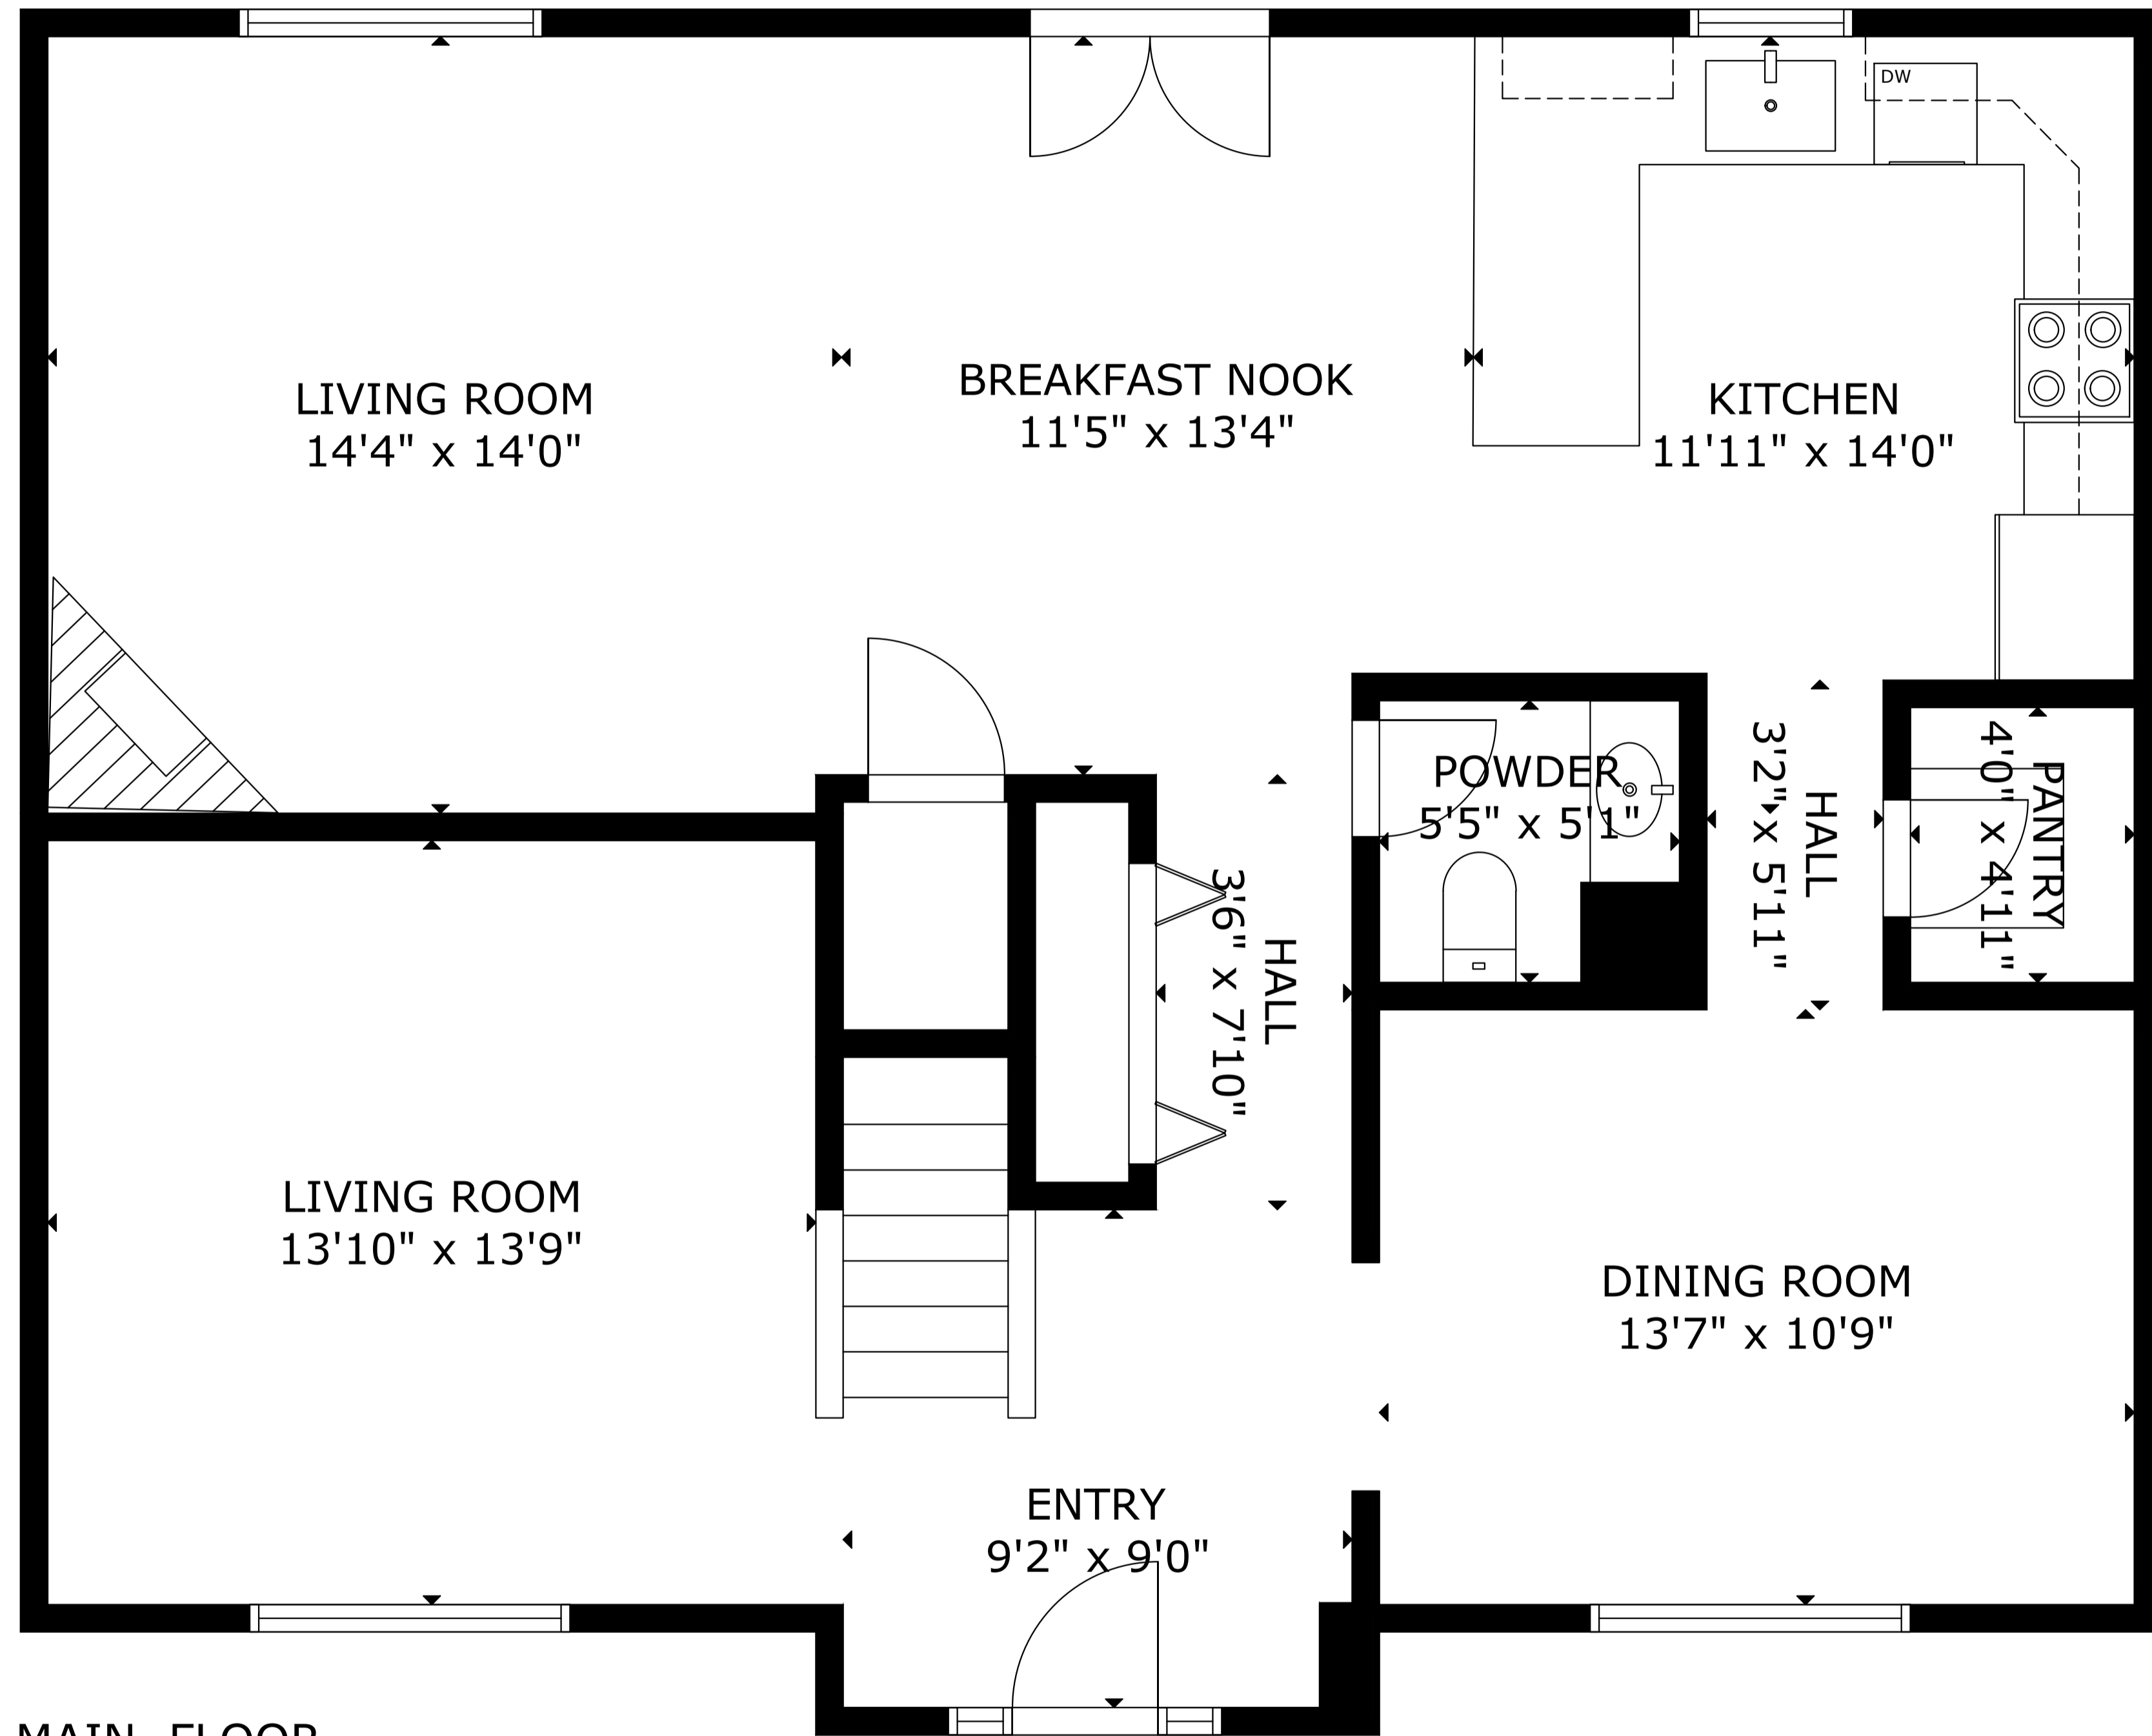 DW
LIVING ROOM
14'4" x 14'0"
BREAKFAST NOOK
11'5" x 13'4"
KITCHEN
11'11" x 14'0"
POWDER
5'5" x 5'1"
HALL
3'2" x 5'11"
PANTRY
4'0" x 4'11"
HALL
3'6" x 7'10"
LIVING ROOM
13'10" x 13'9"
DINING ROOM
13'7" x 10'9"
ENTRY
9'2" x 9'0"
MAIN FLOOR